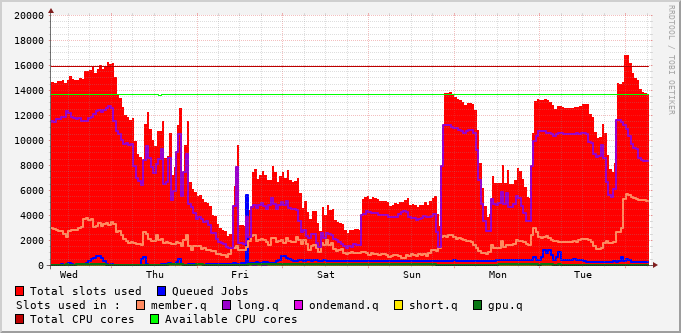 20000
18000
16000
14000
12000
10000
8000
6000
4000
2000
0
Wed Thu Fri Sat Sun Mon Tue
RRDTOOL / TOBI OETIKER
Total slots used Queued Jobs
Slots used in : member.q long.q ondemand.q short.q gpu.q
Total CPU cores Available CPU cores